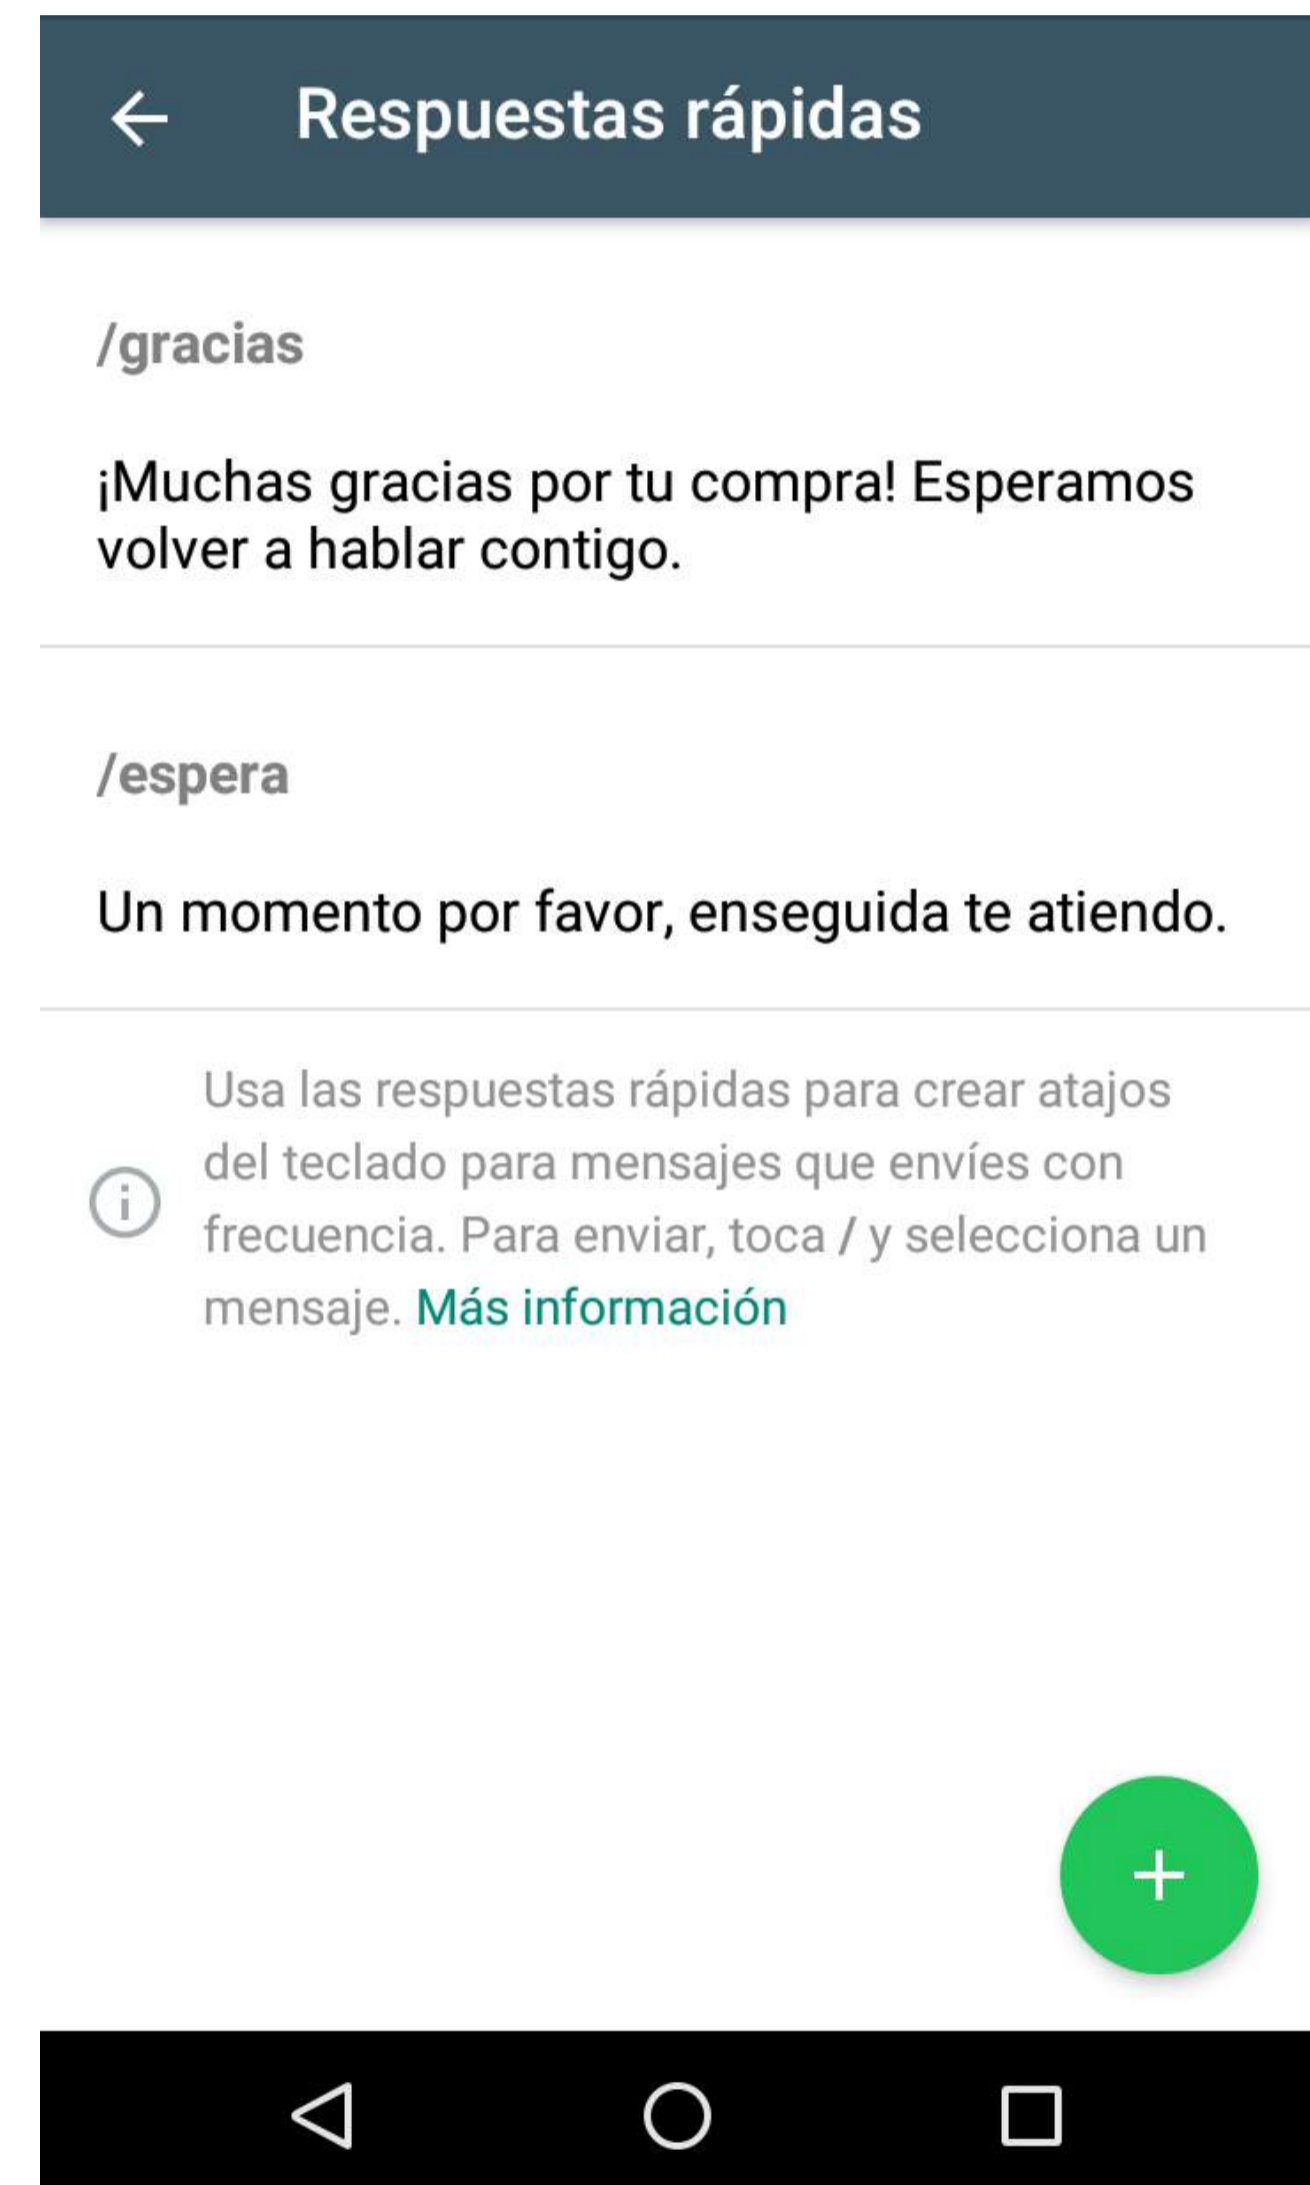 Respuestas rápidas
/gracias
¡Muchas gracias por tu compra! Esperamos
volver a hablar contigo.
/espera
Un momento por favor, enseguida te atiendo.
Usa las respuestas rápidas para crear atajos
del teclado para mensajes que envíes con
frecuencia. Para enviar, toca / y selecciona un
mensaje. Más información